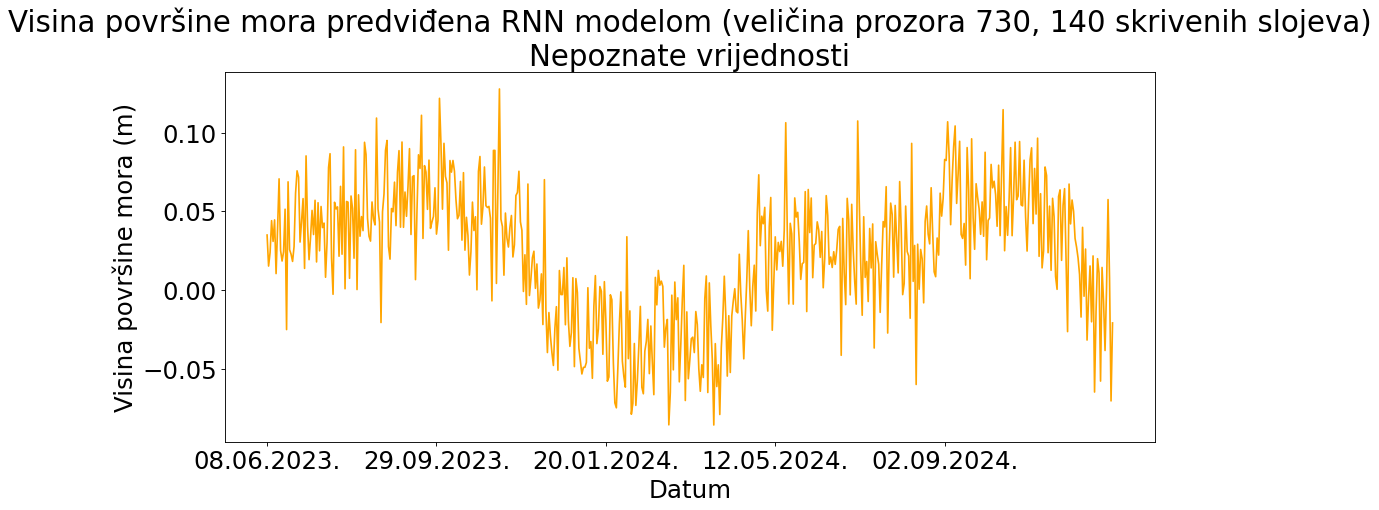 Visina površine mora predviđena RNN modelom (veličina prozora 730, 140 skrivenih slojeva)
Nepoznate vrijednosti
Visina površine mora (m)
0.10
0.05
0.00
−0.05
08.06.2023. 29.09.2023. 20.01.2024. 12.05.2024. 02.09.2024.
Datum